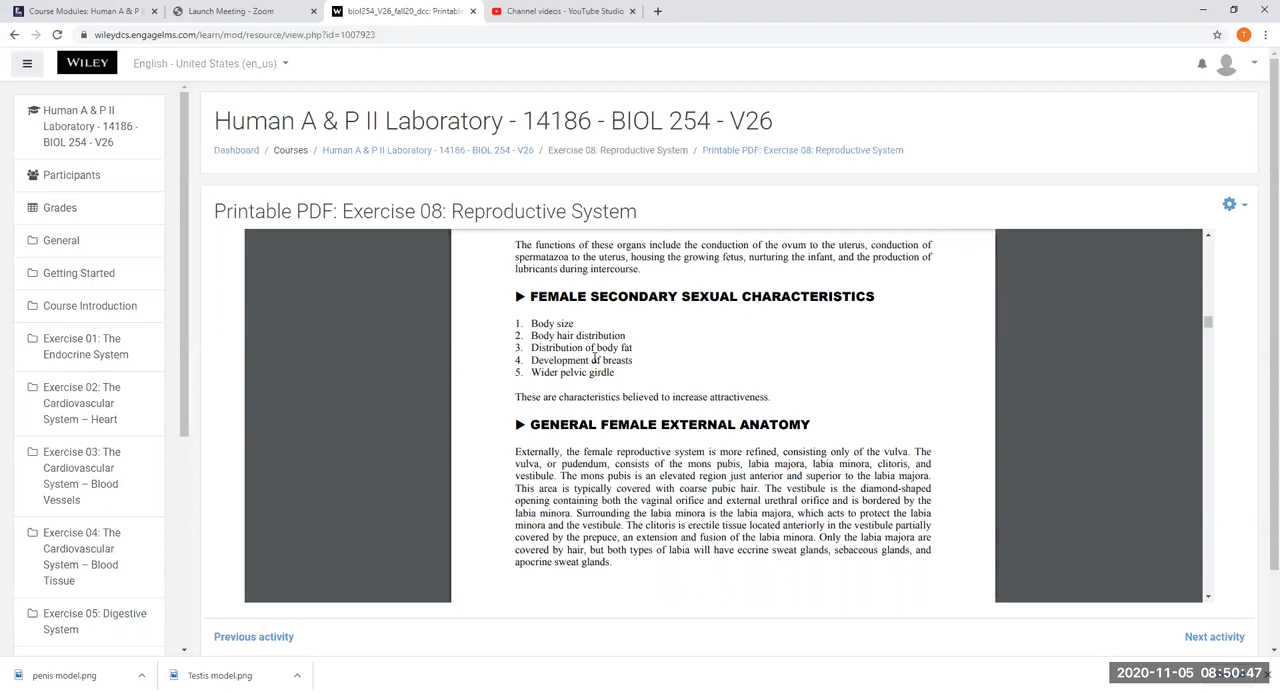 Course Modules: Human A & P I
Launch Meeting - Zoom
biol254_V26_fall20_dcc: Printable
Channel videos - YouTube Studio
wileydcs.engagelms.com/learn/mod/resource/view.php?id=1007923
T
WILEY
English - United States (en_us)
Human A & P II
Laboratory - 14186 -
BIOL 254 - V26
Participants
Grades
General
Getting Started
Course Introduction
Exercise 01: The
Endocrine System
Exercise 02: The
Cardiovascular
System – Heart
Exercise 03: The
Cardiovascular
System – Blood
Vessels
Exercise 04: The
Cardiovascular
System – Blood
Tissue
Exercise 05: Digestive
System
Human A & P II Laboratory - 14186 - BIOL 254 - V26
Dashboard / Courses / Human A & P II Laboratory - 14186 - BIOL 254 - V26 / Exercise 08: Reproductive System / Printable PDF: Exercise 08: Reproductive System
Printable PDF: Exercise 08: Reproductive System
The functions of these organs include the conduction of the ovum to the uterus, conduction of
spermatazoa to the uterus, housing the growing fetus, nurturing the infant, and the production of
lubricants during intercourse.
► FEMALE SECONDARY SEXUAL CHARACTERISTICS
1. Body size
2. Body hair distribution
3. Distribution of body fat
4. Development of breasts
5. Wider pelvic girdle
These are characteristics believed to increase attractiveness.
► GENERAL FEMALE EXTERNAL ANATOMY
Externally, the female reproductive system is more refined, consisting only of the vulva. The
vulva, or pudendum, consists of the mons pubis, labia majora, labia minora, clitoris, and
vestibule. The mons pubis is an elevated region just anterior and superior to the labia majora.
This area is typically covered with coarse pubic hair. The vestibule is the diamond-shaped
opening containing both the vaginal orifice and external urethral orifice and is bordered by the
labia minora. Surrounding the labia minora is the labia majora, which acts to protect the labia
minora and the vestibule. The clitoris is erectile tissue located anteriorly in the vestibule partially
covered by the prepuce, an extension and fusion of the labia minora. Only the labia majora are
covered by hair, but both types of labia will have eccrine sweat glands, sebaceous glands, and
apocrine sweat glands.
Previous activity
Next activity
penis model.png
Testis model.png
2020-11-05 08:50:47